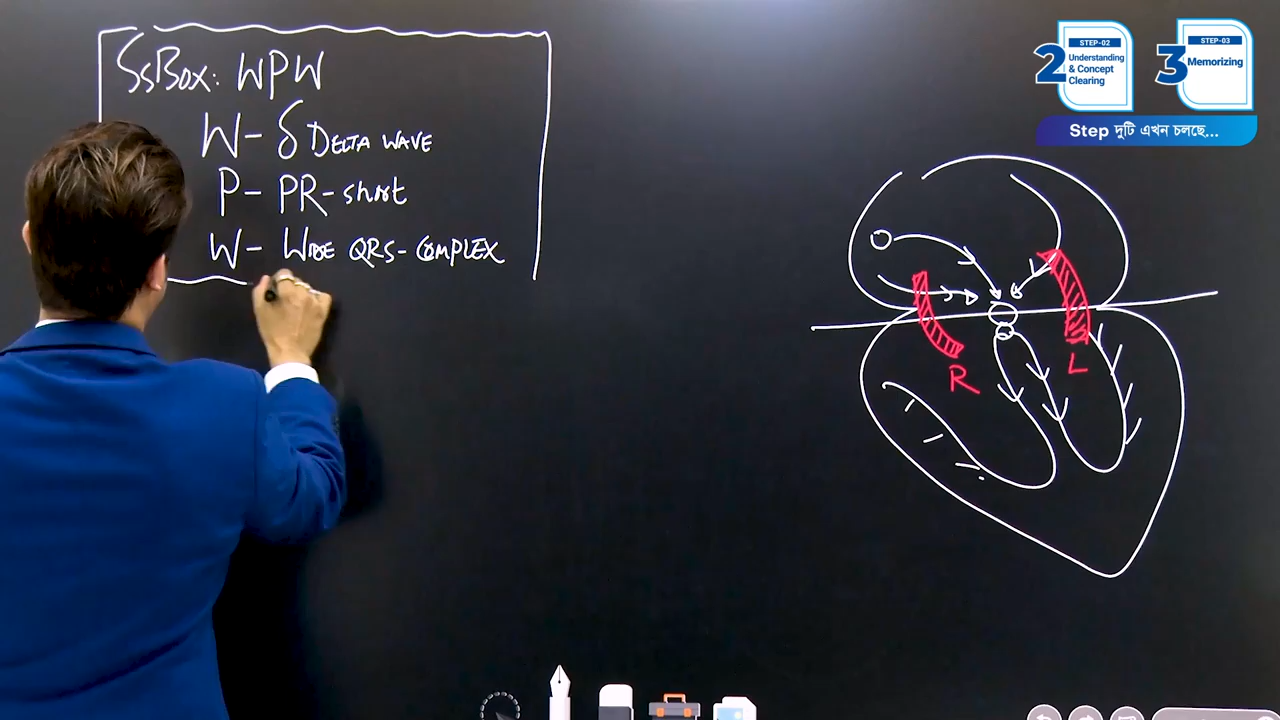 SsBox: WPW
W- δ DELTA WAVE
P- PR-short
W- WIDE QRS-COMPLEX
R
L
STEP-02
2 Understanding
& Concept
Clearing
STEP-03
3 Memorizing
Step দুটি এখন চলছে...